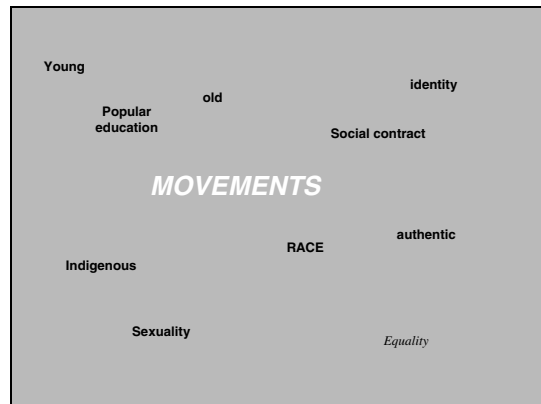 Young
identity
old
Popular
education
Social contract
MOVEMENTS
authentic
RACE
Indigenous
Sexuality
Equality